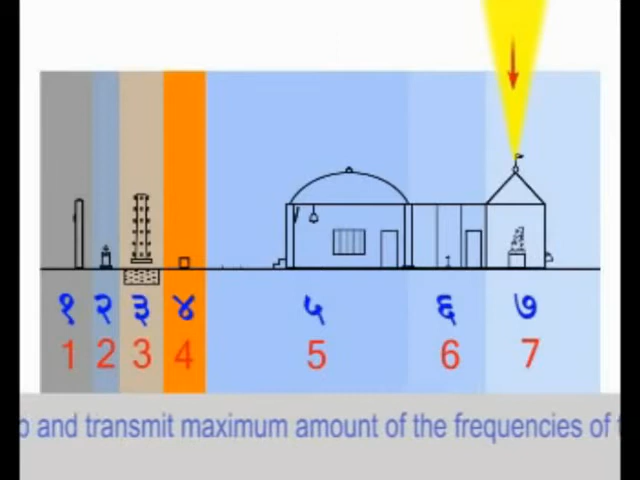 १ २ ३ ४ ५ ६ ७
1 2 3 4 5 6 7
and transmit maximum amount of the frequencies of